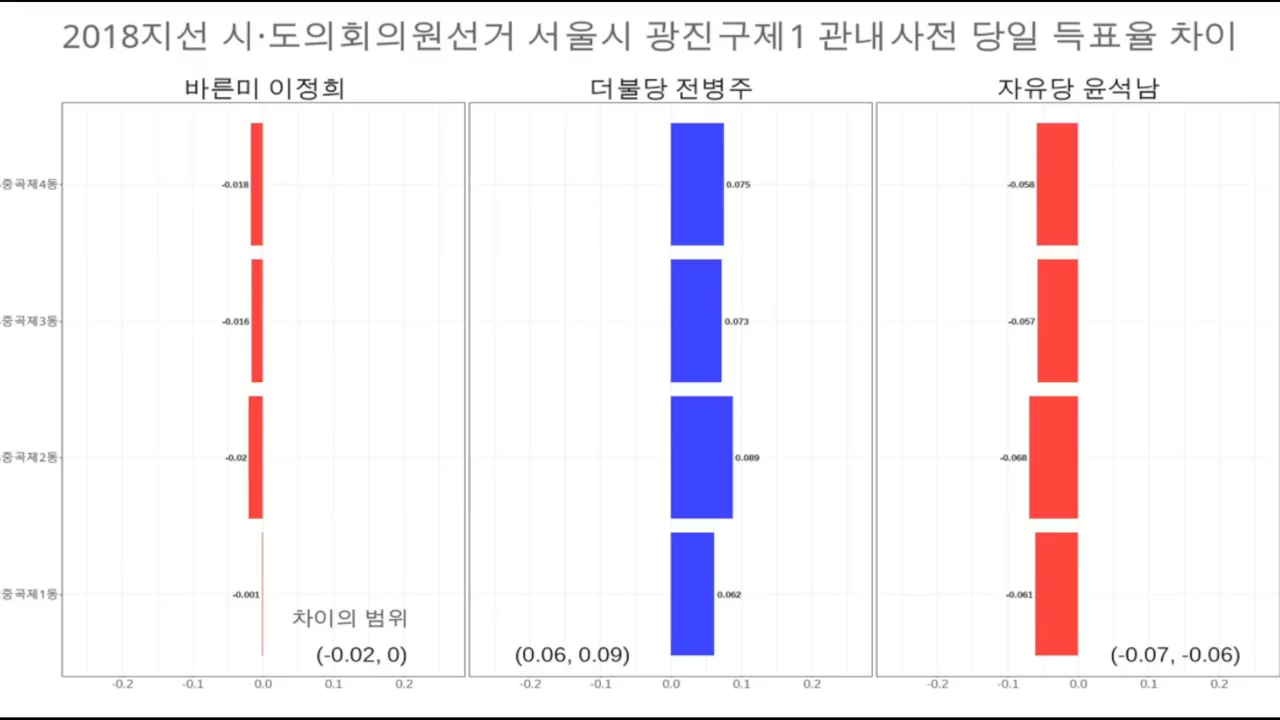 2018지선 시·도의회의원선거 서울시 광진구제1 관내사전 당일 득표율 차이
바른미 이정희
더불당 전병주
자유당 윤석남
중곡제4동
-0.018
0.075
-0.058
중곡제3동
-0.016
0.073
-0.057
중곡제2동
-0.02
0.089
-0.068
중곡제1동
-0.001
0.062
-0.061
차이의 범위
(-0.02, 0)
(0.06, 0.09)
(-0.07, -0.06)
-0.2 -0.1 0.0 0.1 0.2
-0.2 -0.1 0.0 0.1 0.2
-0.2 -0.1 0.0 0.1 0.2